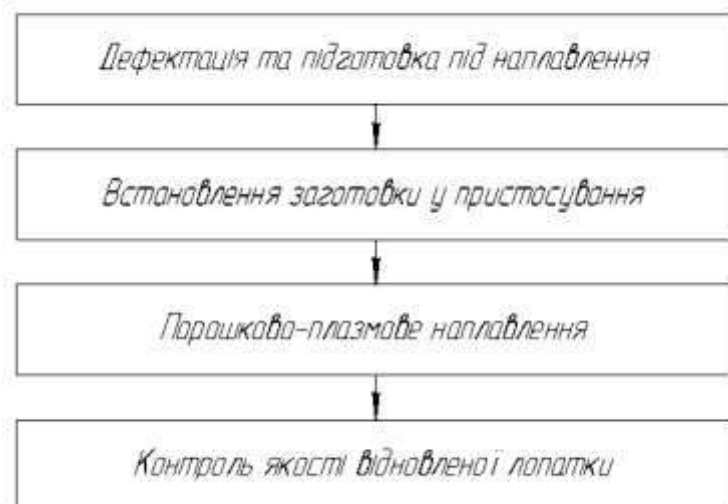 Дефектація та підготовка під наплавлення
Встановлення заготовки у пристосування
Порошково-плазмове наплавлення
Контроль якості відновленої лопатки